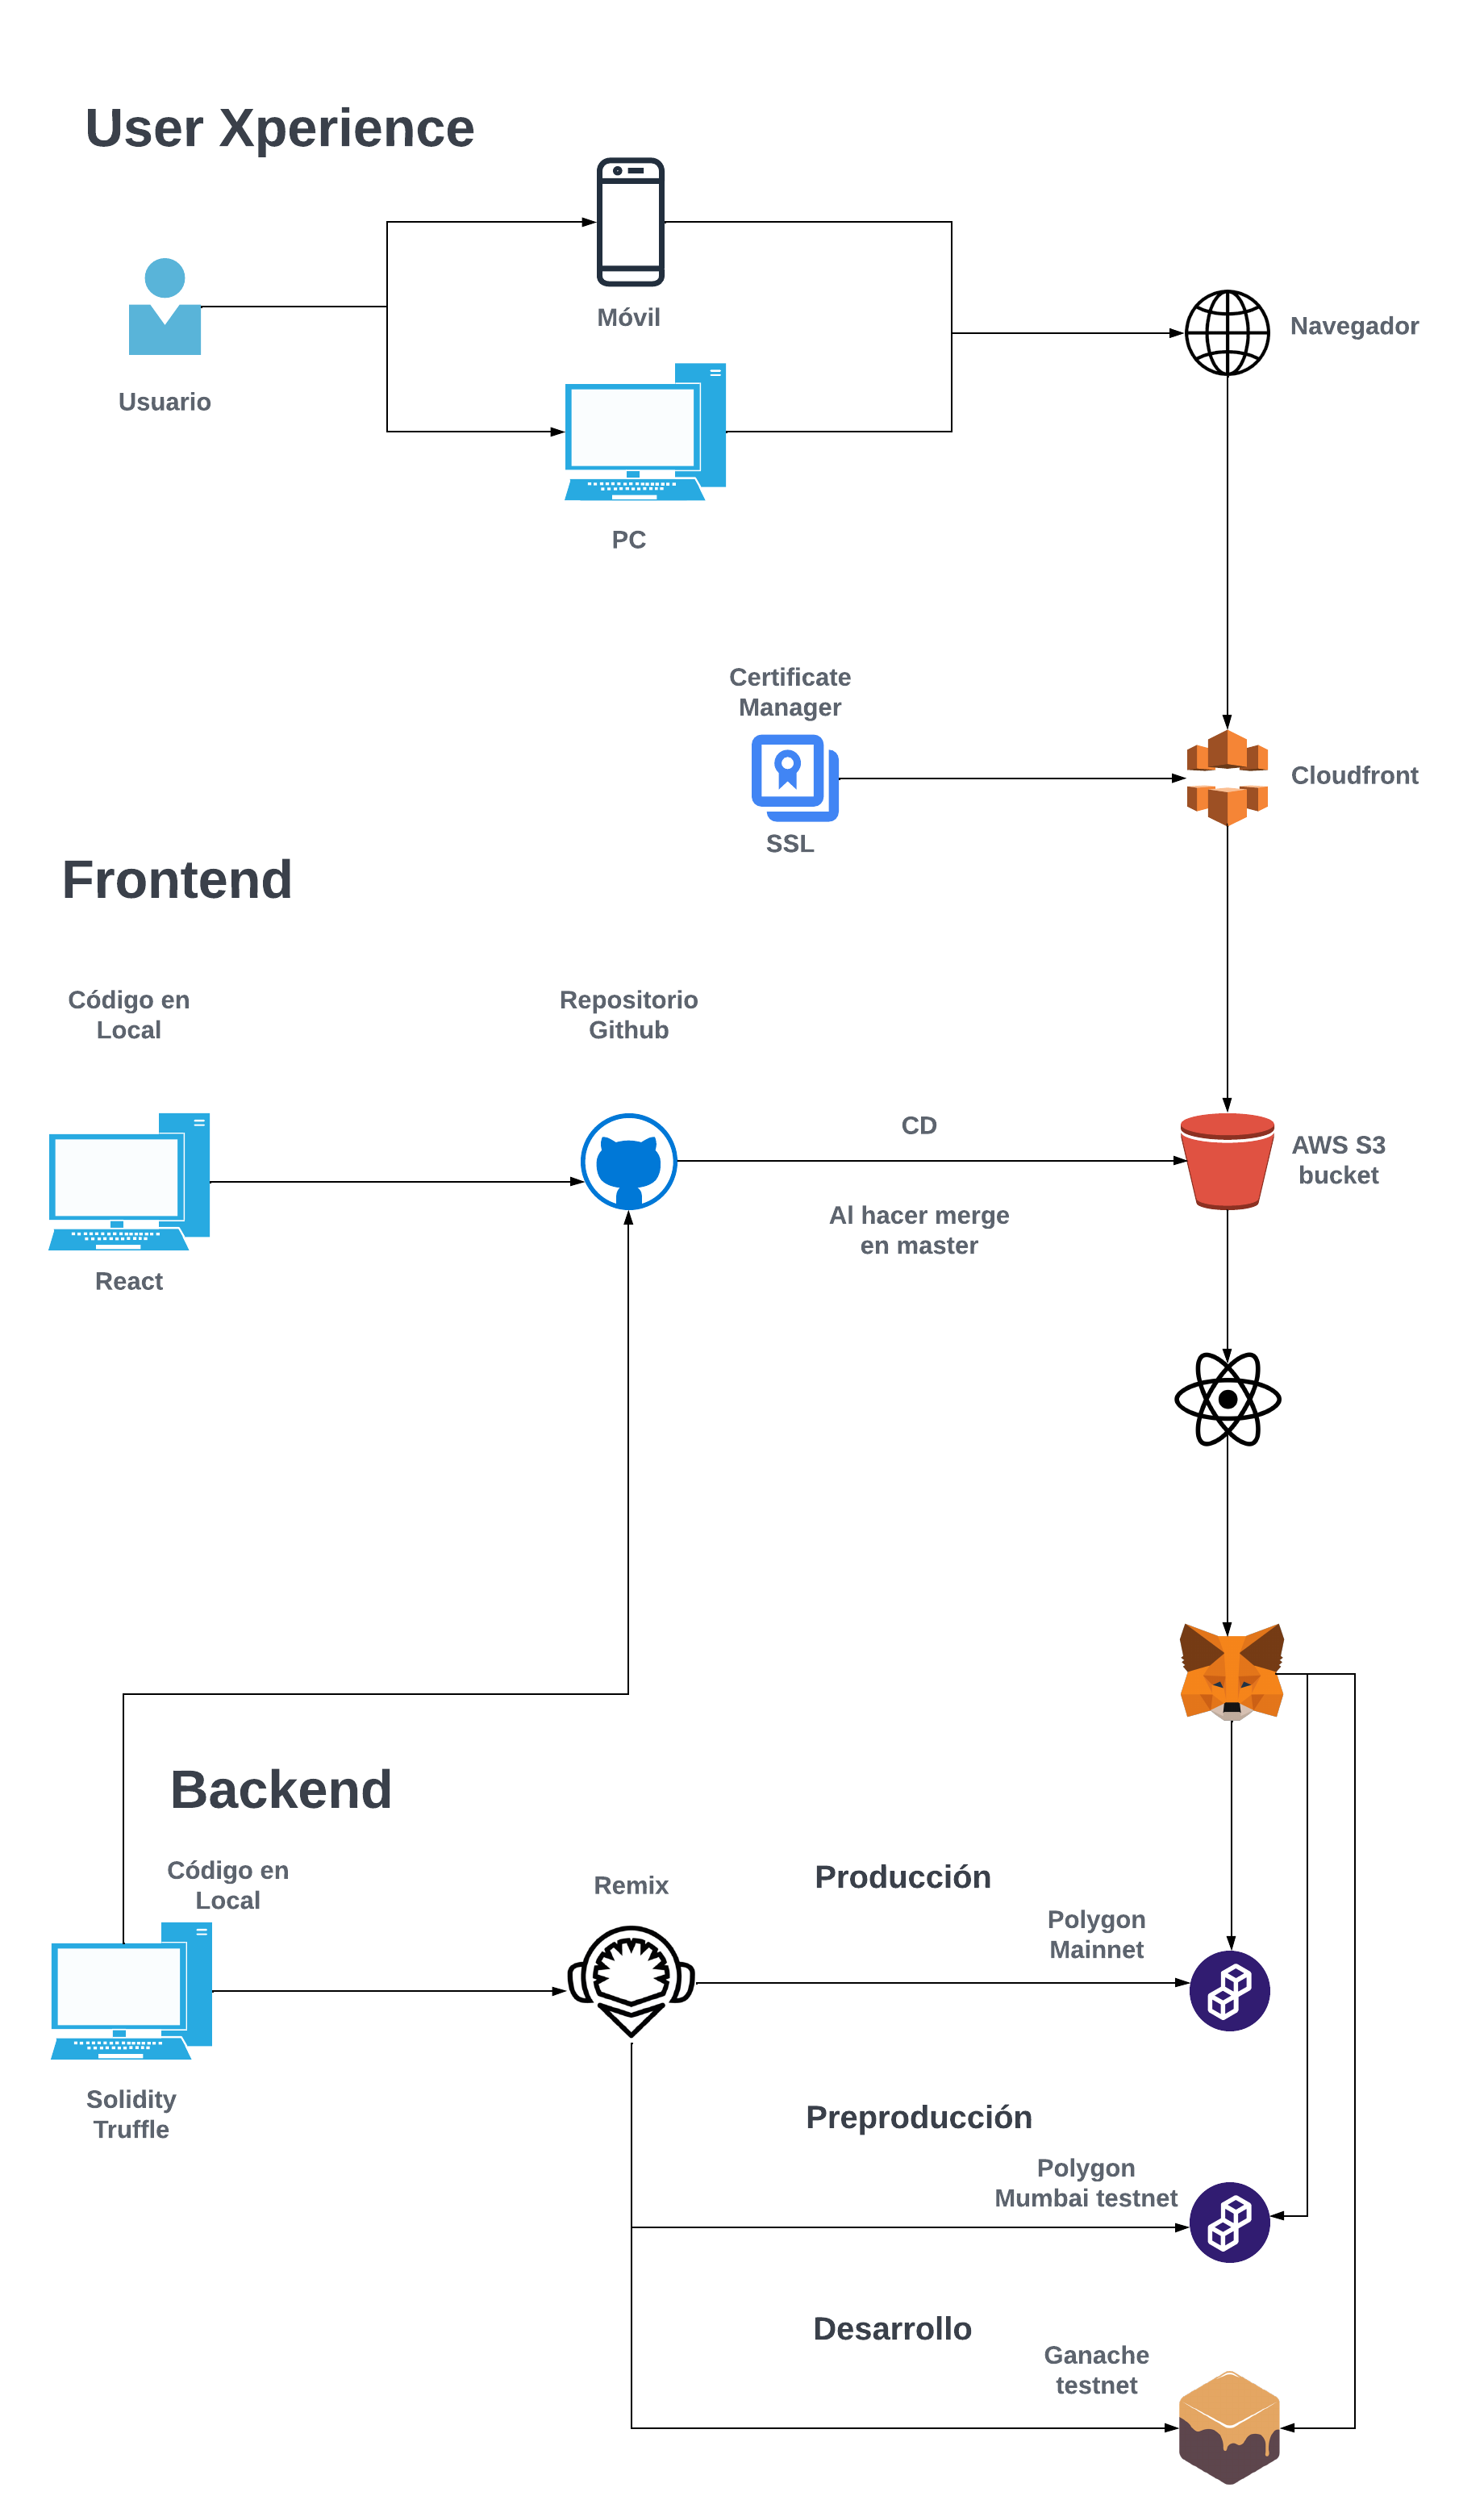 User Xperience
Móvil
Navegador
Usuario
PC
Certificate
Manager
Cloudfront
SSL
Frontend
Código en
Local
Repositorio
Github
CD
AWS S3
bucket
Al hacer merge
en master
React
Backend
Código en
Local
Remix
Producción
Polygon
Mainnet
Solidity
Truffle
Preproducción
Polygon
Mumbai testnet
Desarrollo
Ganache
testnet